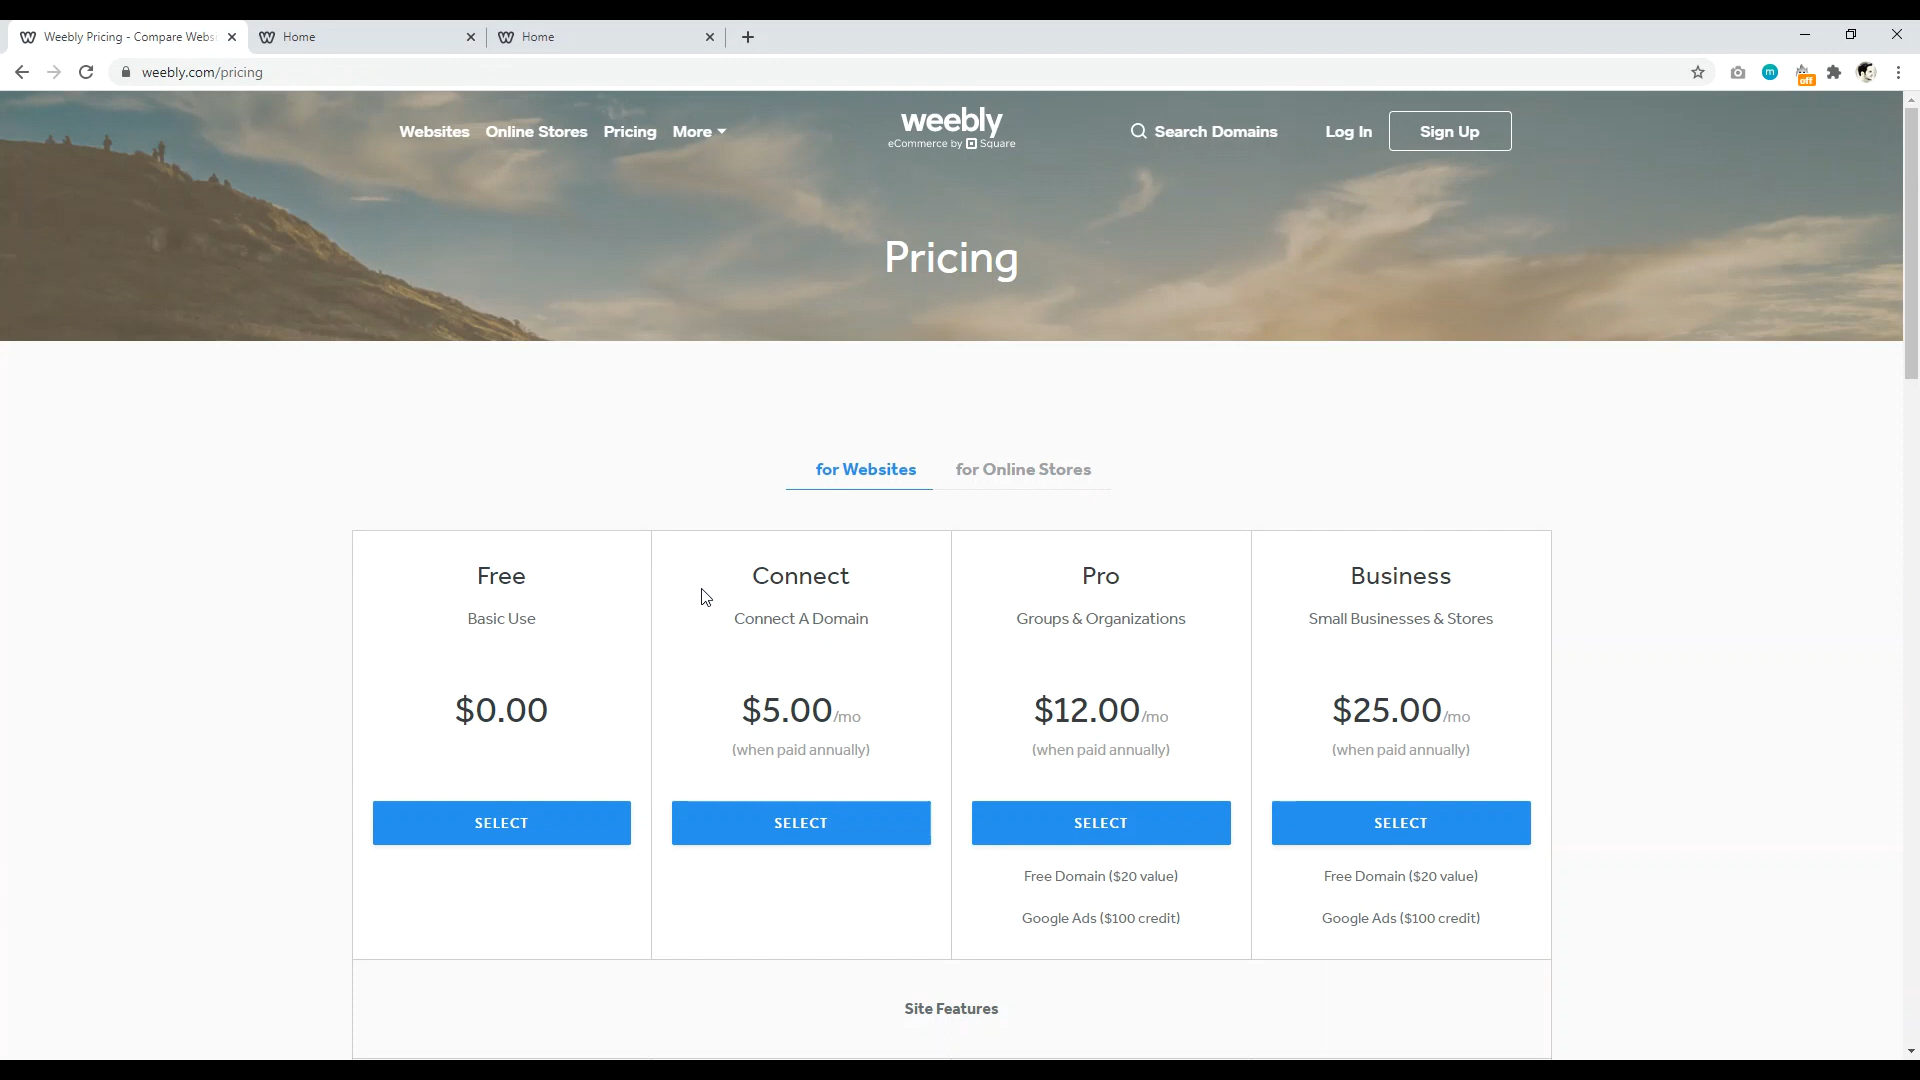 Weebly Pricing - Compare Webs
Home
Home
weebly.com/pricing
m
off
Websites
Online Stores
Pricing
More
weebly
eCommerce by Square
Search Domains
Log In
Sign Up
Pricing
for Websites
for Online Stores
Free
Basic Use
$0.00
SELECT
Connect
Connect A Domain
$5.00/mo
(when paid annually)
SELECT
Pro
Groups & Organizations
$12.00/mo
(when paid annually)
SELECT
Free Domain ($20 value)
Google Ads ($100 credit)
Business
Small Businesses & Stores
$25.00/mo
(when paid annually)
SELECT
Free Domain ($20 value)
Google Ads ($100 credit)
Site Features